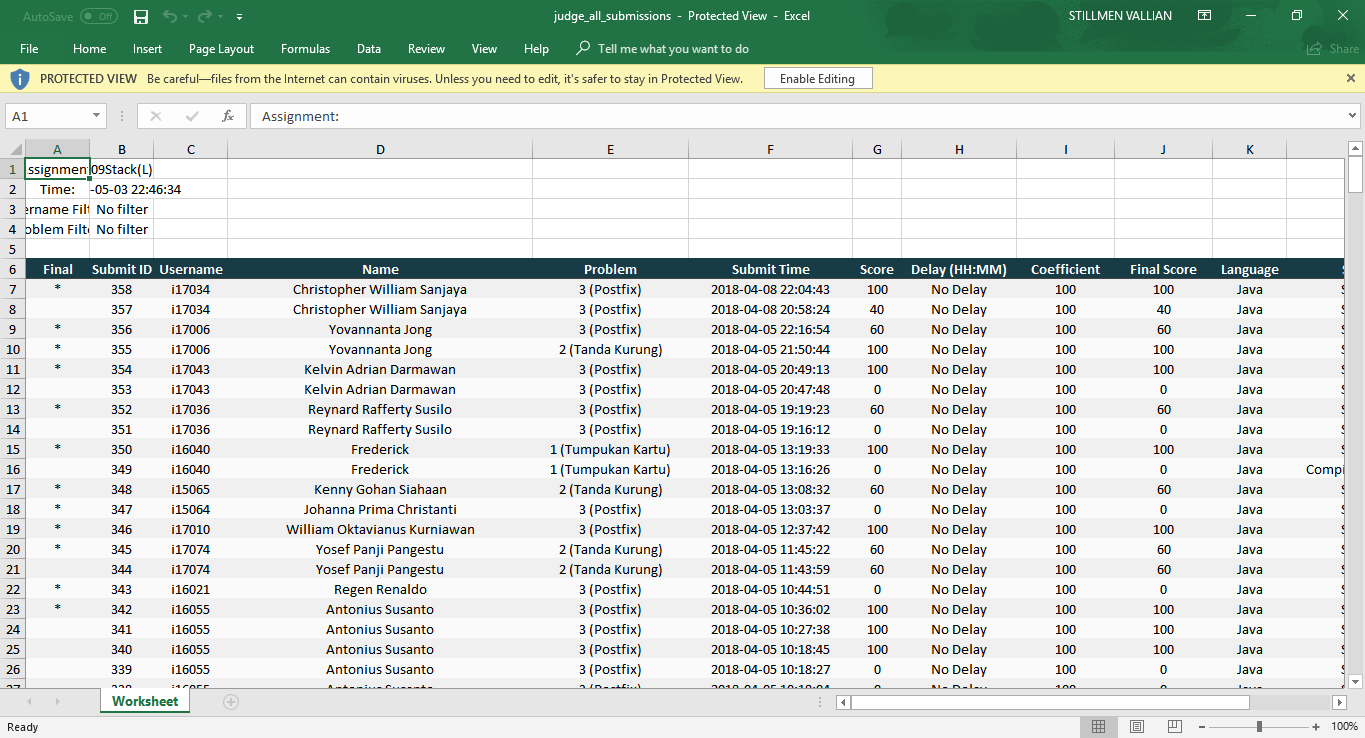 AutoSave Off judge_all_submissions - Protected View - Excel STILLMEN VALLIAN
File Home Insert Page Layout Formulas Data Review View Help Tell me what you want to do Share
PROTECTED VIEW Be careful—files from the Internet can contain viruses. Unless you need to edit, it's safer to stay in Protected View. Enable Editing
A1 fx Assignment:
A B C D E F G H I J K
1 ssignmen 09Stack(L)
2 Time: -05-03 22:46:34
3 ername Filt No filter
4 oblem Filte No filter
5
6 Final Submit ID Username Name Problem Submit Time Score Delay (HH:MM) Coefficient Final Score Language
7 * 358 i17034 Christopher William Sanjaya 3 (Postfix) 2018-04-08 22:04:43 100 No Delay 100 100 Java
8 357 i17034 Christopher William Sanjaya 3 (Postfix) 2018-04-08 20:58:24 40 No Delay 100 40 Java
9 * 356 i17006 Yovannanta Jong 3 (Postfix) 2018-04-05 22:16:54 60 No Delay 100 60 Java
10 * 355 i17006 Yovannanta Jong 2 (Tanda Kurung) 2018-04-05 21:50:44 100 No Delay 100 100 Java
11 * 354 i17043 Kelvin Adrian Darmawan 3 (Postfix) 2018-04-05 20:49:13 100 No Delay 100 100 Java
12 353 i17043 Kelvin Adrian Darmawan 3 (Postfix) 2018-04-05 20:47:48 0 No Delay 100 0 Java
13 * 352 i17036 Reynard Rafferty Susilo 3 (Postfix) 2018-04-05 19:19:23 60 No Delay 100 60 Java
14 351 i17036 Reynard Rafferty Susilo 3 (Postfix) 2018-04-05 19:16:12 0 No Delay 100 0 Java
15 * 350 i16040 Frederick 1 (Tumpukan Kartu) 2018-04-05 13:19:33 100 No Delay 100 100 Java
16 349 i16040 Frederick 1 (Tumpukan Kartu) 2018-04-05 13:16:26 0 No Delay 100 0 Java Compi
17 * 348 i15065 Kenny Gohan Siahaan 2 (Tanda Kurung) 2018-04-05 13:08:32 60 No Delay 100 60 Java
18 * 347 i15064 Johanna Prima Christanti 3 (Postfix) 2018-04-05 13:03:37 0 No Delay 100 0 Java
19 * 346 i17010 William Oktavianus Kurniawan 3 (Postfix) 2018-04-05 12:37:42 100 No Delay 100 100 Java
20 * 345 i17074 Yosef Panji Pangestu 2 (Tanda Kurung) 2018-04-05 11:45:22 60 No Delay 100 60 Java
21 344 i17074 Yosef Panji Pangestu 2 (Tanda Kurung) 2018-04-05 11:43:59 60 No Delay 100 60 Java
22 * 343 i16021 Regen Renaldo 3 (Postfix) 2018-04-05 10:44:51 0 No Delay 100 0 Java
23 * 342 i16055 Antonius Susanto 3 (Postfix) 2018-04-05 10:36:02 100 No Delay 100 100 Java
24 341 i16055 Antonius Susanto 3 (Postfix) 2018-04-05 10:27:38 100 No Delay 100 100 Java
25 340 i16055 Antonius Susanto 3 (Postfix) 2018-04-05 10:18:45 100 No Delay 100 100 Java
26 339 i16055 Antonius Susanto 3 (Postfix) 2018-04-05 10:18:27 0 No Delay 100 0 Java
Worksheet
Ready 100%